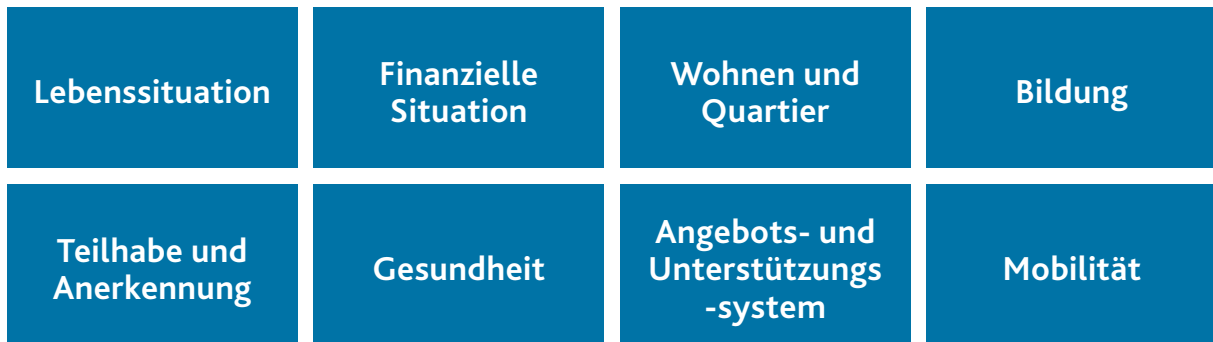 Lebenssituation
Finanzielle
Situation
Wohnen und
Quartier
Bildung
Teilhabe und
Anerkennung
Gesundheit
Angebots- und
Unterstützungs
-system
Mobilität